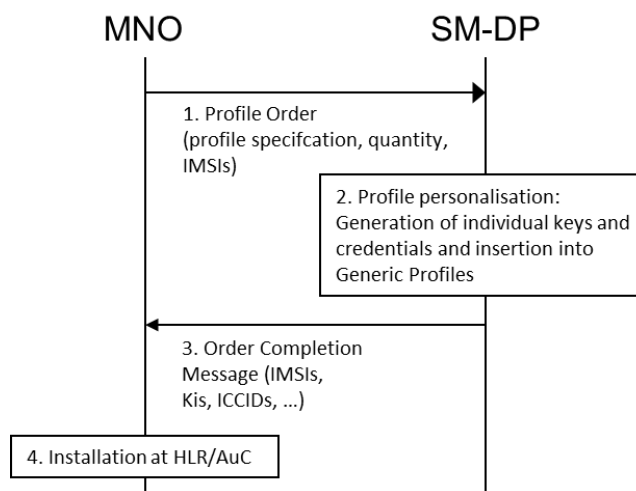 MNO
SM-DP
1. Profile Order
(profile specifcation, quantity,
IMSIs)
2. Profile personalisation:
Generation of individual keys and
credentials and insertion into
Generic Profiles
3. Order Completion
Message (IMSIs,
Kis, ICCIDs, ...)
4. Installation at HLR/AuC